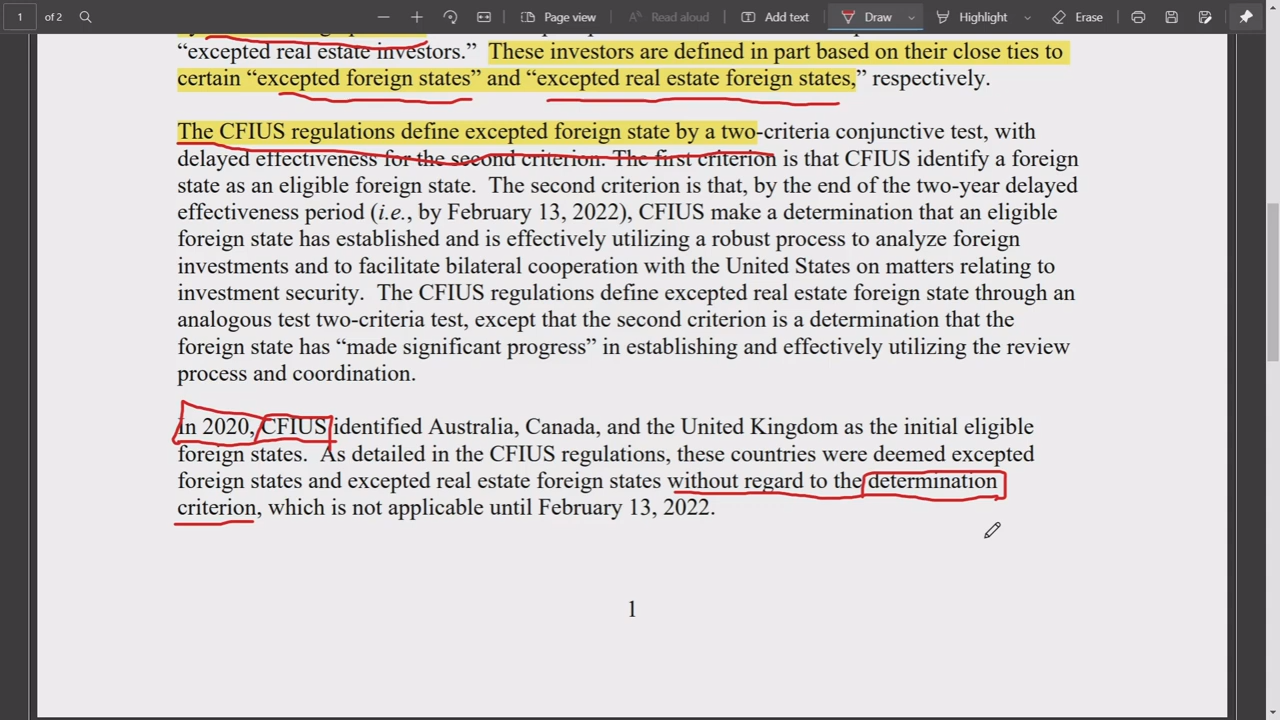 1 of 2 Page view Read aloud Add text Draw Highlight Erase
“excepted real estate investors.” These investors are defined in part based on their close ties to
certain “excepted foreign states” and “excepted real estate foreign states,” respectively.
The CFIUS regulations define excepted foreign state by a two-criteria conjunctive test, with
delayed effectiveness for the second criterion. The first criterion is that CFIUS identify a foreign
state as an eligible foreign state. The second criterion is that, by the end of the two-year delayed
effectiveness period (i.e., by February 13, 2022), CFIUS make a determination that an eligible
foreign state has established and is effectively utilizing a robust process to analyze foreign
investments and to facilitate bilateral cooperation with the United States on matters relating to
investment security. The CFIUS regulations define excepted real estate foreign state through an
analogous test two-criteria test, except that the second criterion is a determination that the
foreign state has “made significant progress” in establishing and effectively utilizing the review
process and coordination.
In 2020, CFIUS identified Australia, Canada, and the United Kingdom as the initial eligible
foreign states. As detailed in the CFIUS regulations, these countries were deemed excepted
foreign states and excepted real estate foreign states without regard to the determination
criterion, which is not applicable until February 13, 2022.
1